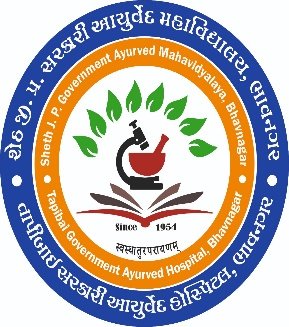 શેઠ જી. પ્ર. સરકારી આયુર્વેદ મહાવિદ્યાલય, ભાવનગર
Sheth J. P. Government Ayurved Mahavidyalaya, Bhavnagar
Since 1954
स्वस्थातुरपरायणम्
Tapibai Government Ayurved Hospital, Bhavnagar
તાપીબાઈ સરકારી આયુર્વેદ હોસ્પિટલ, ભાવનગર